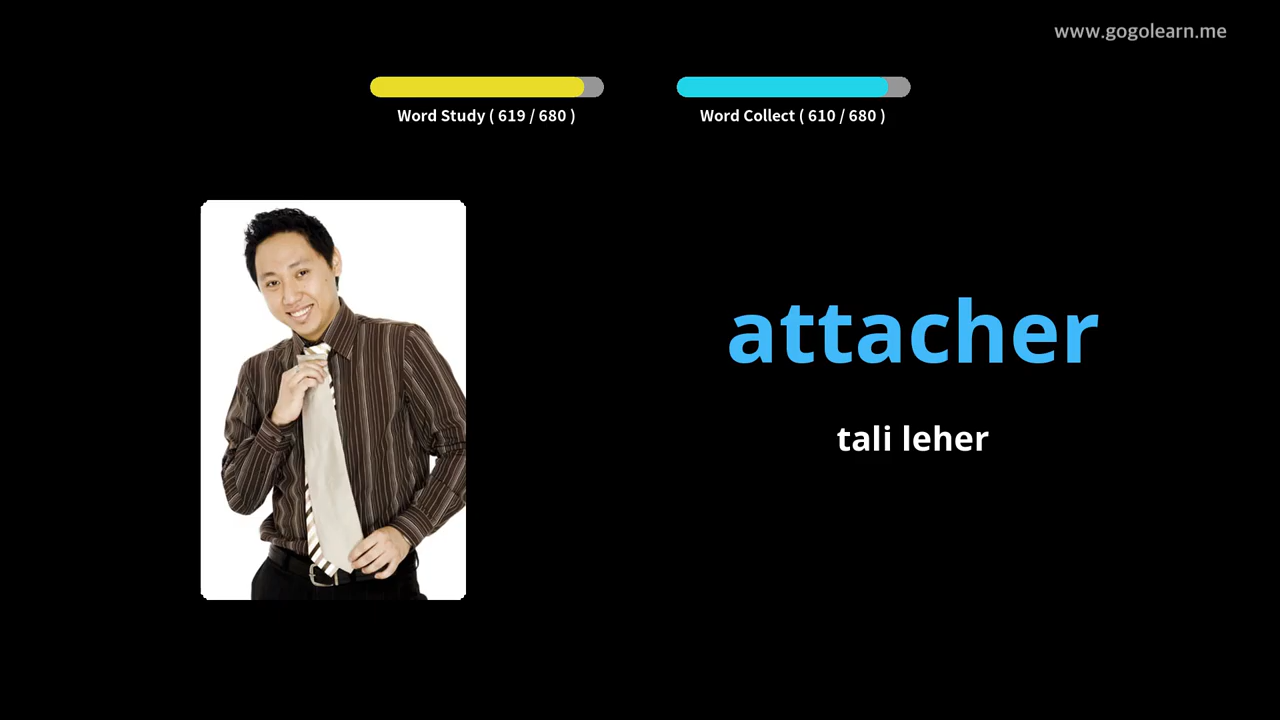 www.gogolearn.me
Word Study ( 619 / 680 )
Word Collect ( 610 / 680 )
attacher
tali leher